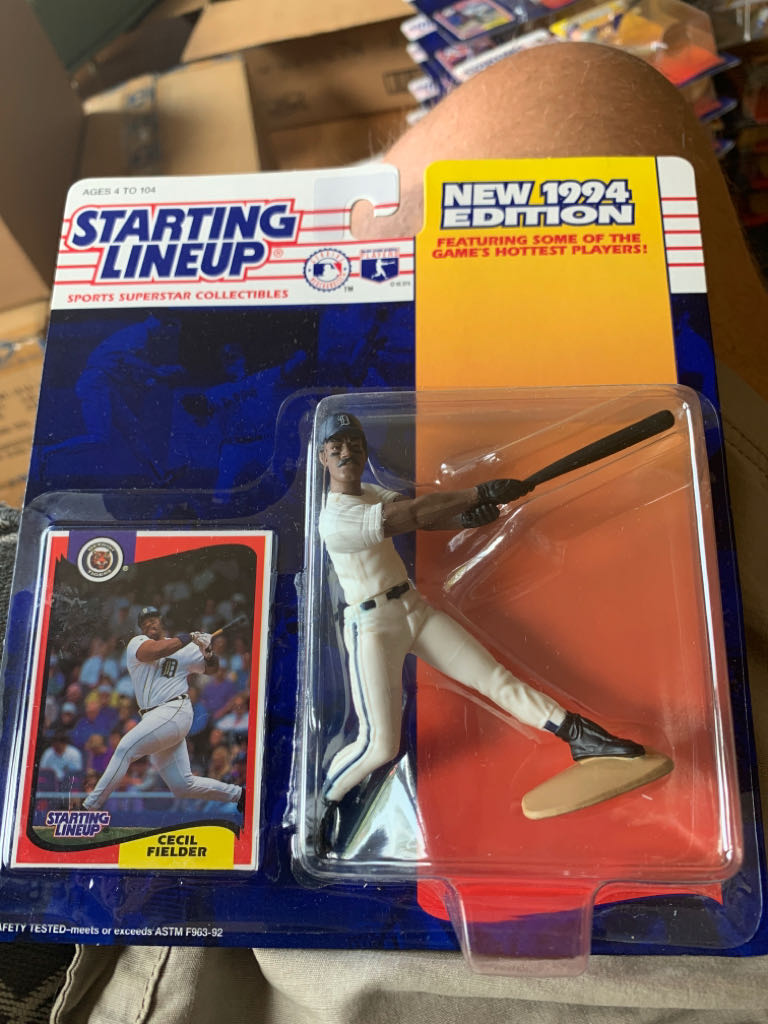 AGES 4 TO 104
STARTING
LINEUP®
SPORTS SUPERSTAR COLLECTIBLES
TM
NEW 1994
EDITION
FEATURING SOME OF THE
GAME'S HOTTEST PLAYERS!
D
®
D
STARTING
LINEUP
CECIL
FIELDER
AFETY TESTED-meets or exceeds ASTM F963-92